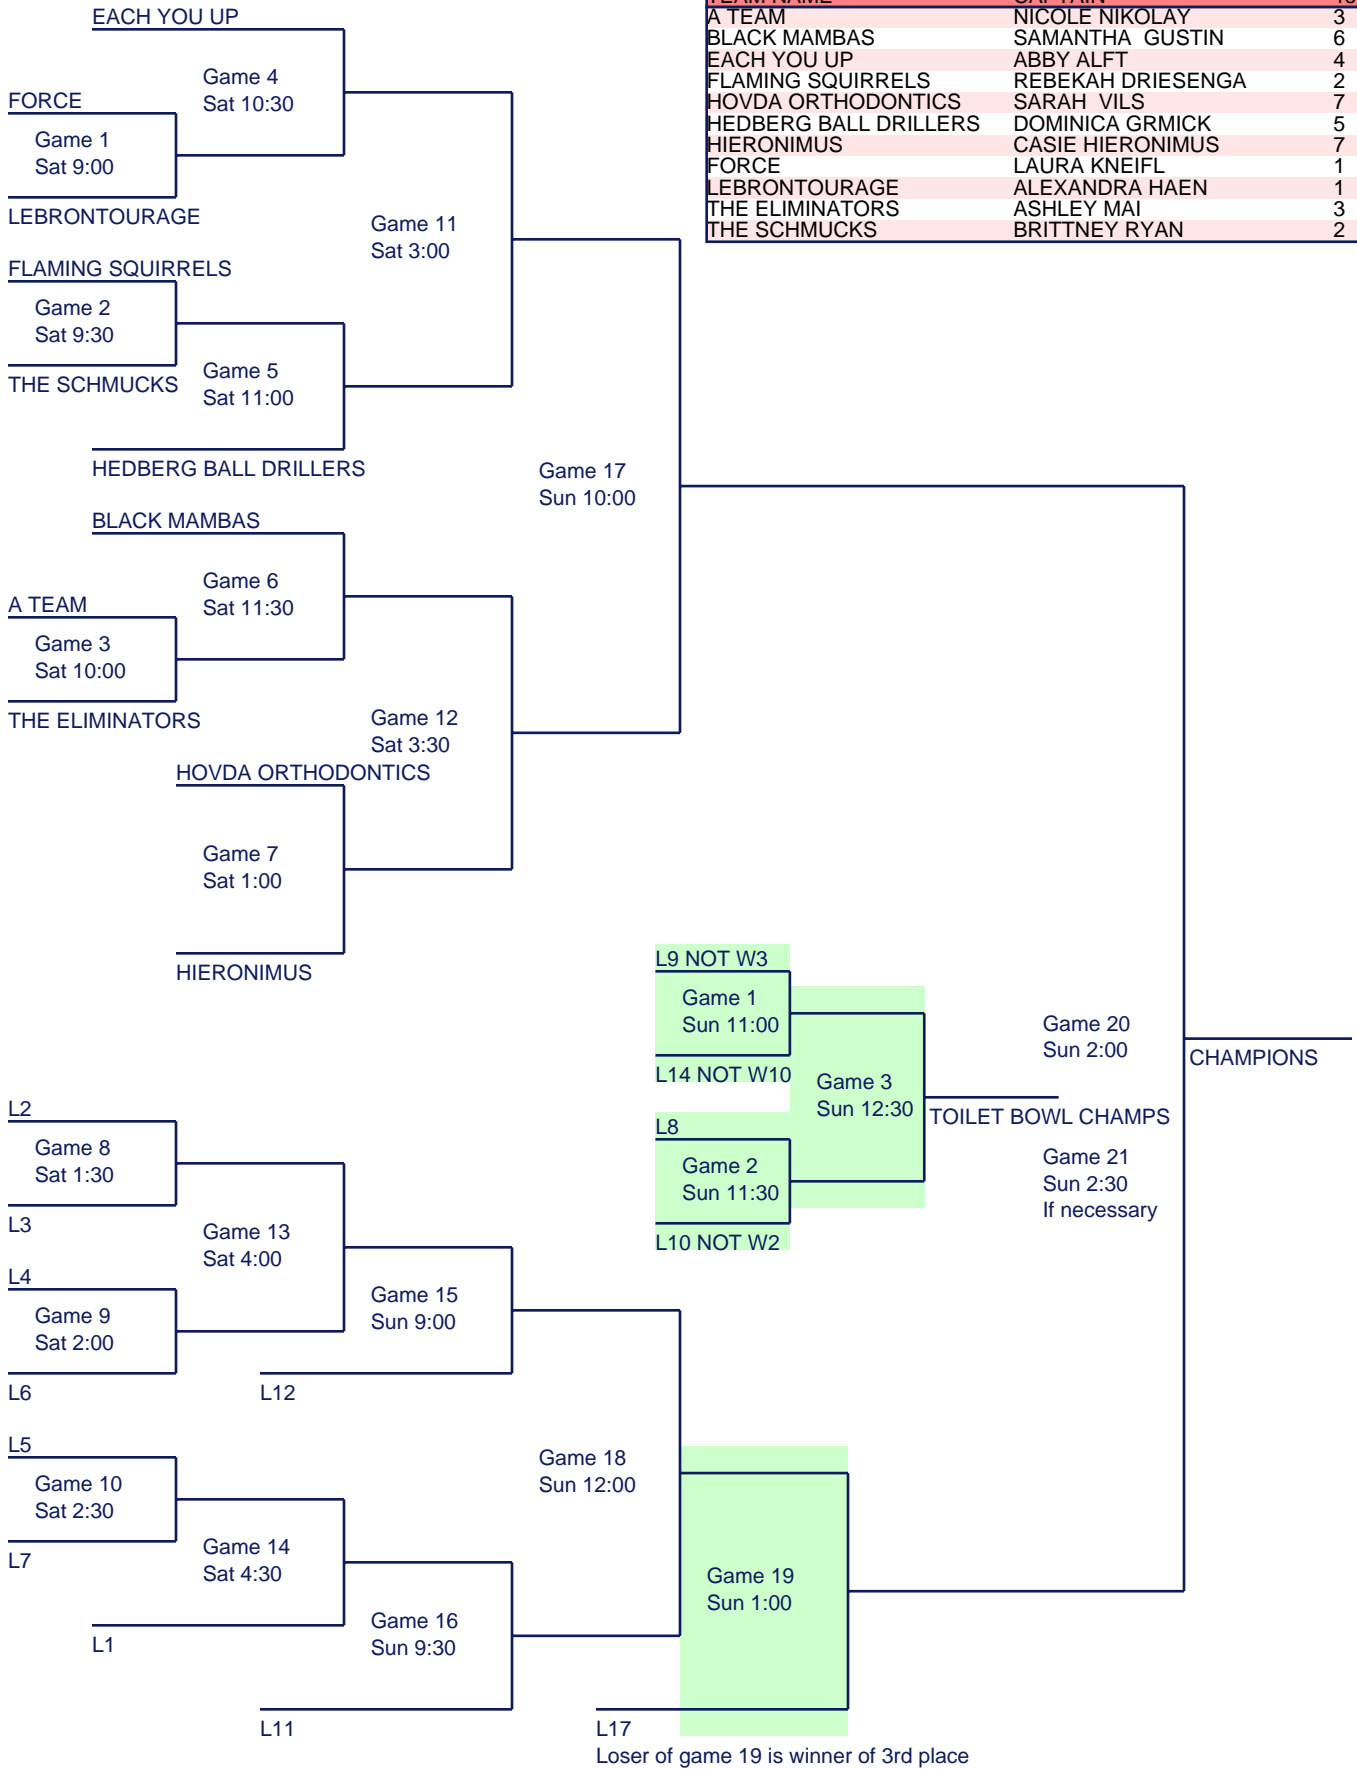 EACH YOU UP
Game 4
Sat 10:30
FORCE
Game 1
Sat 9:00
LEBRONTOURAGE
Game 11
Sat 3:00
FLAMING SQUIRRELS
Game 2
Sat 9:30
THE SCHMUCKS
Game 5
Sat 11:00
HEDBERG BALL DRILLERS
Game 17
Sun 10:00
BLACK MAMBAS
Game 6
Sat 11:30
A TEAM
Game 3
Sat 10:00
THE ELIMINATORS
Game 12
Sat 3:30
HOVDA ORTHODONTICS
Game 7
Sat 1:00
HIERONIMUS
A TEAM NICOLE NIKOLAY 3
BLACK MAMBAS SAMANTHA GUSTIN 6
EACH YOU UP ABBY ALFT 4
FLAMING SQUIRRELS REBEKAH DRIESENGA 2
HOVDA ORTHODONTICS SARAH VILS 7
HEDBERG BALL DRILLERS DOMINICA GRMICK 5
HIERONIMUS CASIE HIERONIMUS 7
FORCE LAURA KNEIFL 1
LEBRONTOURAGE ALEXANDRA HAEN 1
THE ELIMINATORS ASHLEY MAI 3
THE SCHMUCKS BRITTNEY RYAN 2
L9 NOT W3
Game 1
Sun 11:00
L14 NOT W10
Game 3
Sun 12:30
L8
Game 2
Sun 11:30
L10 NOT W2
TOILET BOWL CHAMPS
Game 20
Sun 2:00
CHAMPIONS
Game 21
Sun 2:30
If necessary
L2
Game 8
Sat 1:30
L3
Game 13
Sat 4:00
L4
Game 9
Sat 2:00
L6
Game 15
Sun 9:00
L12
L5
Game 10
Sat 2:30
L7
Game 14
Sat 4:30
L1
Game 16
Sun 9:30
L11
Game 18
Sun 12:00
Game 19
Sun 1:00
L17
Loser of game 19 is winner of 3rd place